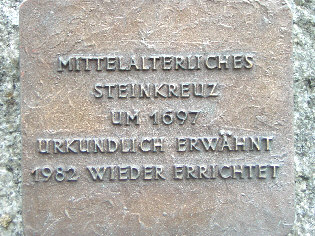 MITTELALTERLICHES
STEINKREUZ
UM 1697
URKUNDLICH ERWÄHNT
1982 WIEDER ERRICHTET